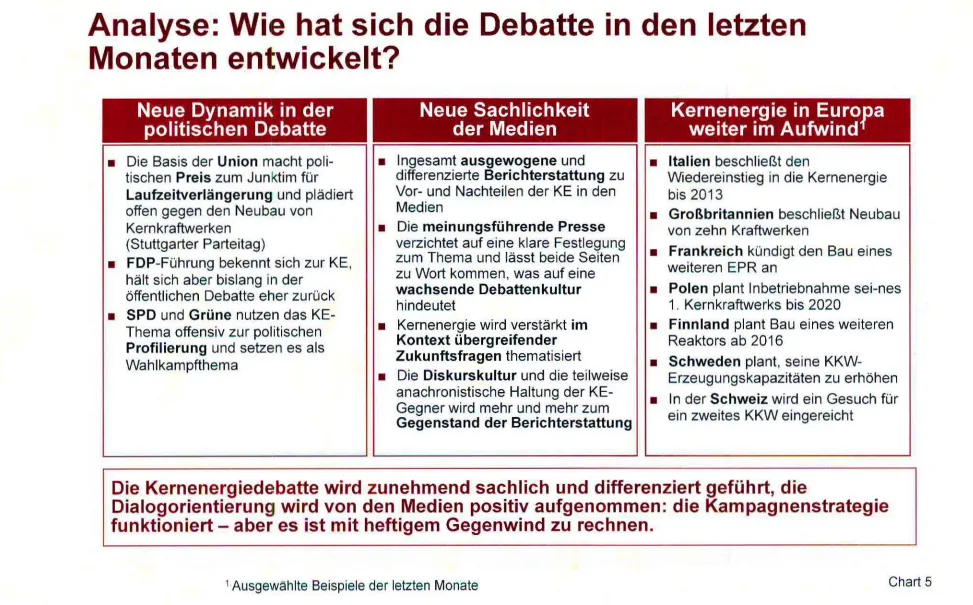 Analyse: Wie hat sich die Debatte in den letzten
Monaten entwickelt?
Neue Dynamik in der
politischen Debatte
■ Die Basis der Union macht poli-
tischen Preis zum Junktim für
Laufzeitverlängerung und plädiert
offen gegen den Neubau von
Kernkraftwerken
(Stuttgarter Parteitag)
■ FDP-Führung bekennt sich zur KE,
hält sich aber bislang in der
öffentlichen Debatte eher zurück
■ SPD und Grüne nutzen das KE-
Thema offensiv zur politischen
Profilierung und setzen es als
Wahlkampfthema
Neue Sachlichkeit
der Medien
■ Ingesamt ausgewogene und
differenzierte Berichterstattung zu
Vor- und Nachteilen der KE in den
Medien
■ Die meinungsführende Presse
verzichtet auf eine klare Festlegung
zum Thema und lässt beide Seiten
zu Wort kommen, was auf eine
wachsende Debattenkultur
hindeutet
■ Kernenergie wird verstärkt im
Kontext übergreifender
Zukunftsfragen thematisiert
■ Die Diskurskultur und die teilweise
anachronistische Haltung der KE-
Gegner wird mehr und mehr zum
Gegenstand der Berichterstattung
Kernenergie in Europa
weiter im Aufwind¹
■ Italien beschließt den
Wiedereinstieg in die Kernenergie
bis 2013
■ Großbritannien beschließt Neubau
von zehn Kraftwerken
■ Frankreich kündigt den Bau eines
weiteren EPR an
■ Polen plant Inbetriebnahme sei-nes
1. Kernkraftwerks bis 2020
■ Finnland plant Bau eines weiteren
Reaktors ab 2016
■ Schweden plant, seine KKW-
Erzeugungskapazitäten zu erhöhen
■ In der Schweiz wird ein Gesuch für
ein zweites KKW eingereicht
Die Kernenergiedebatte wird zunehmend sachlich und differenziert geführt, die
Dialogorientierung wird von den Medien positiv aufgenommen: die Kampagnenstrategie
funktioniert – aber es ist mit heftigem Gegenwind zu rechnen.
¹ Ausgewählte Beispiele der letzten Monate
Chart 5